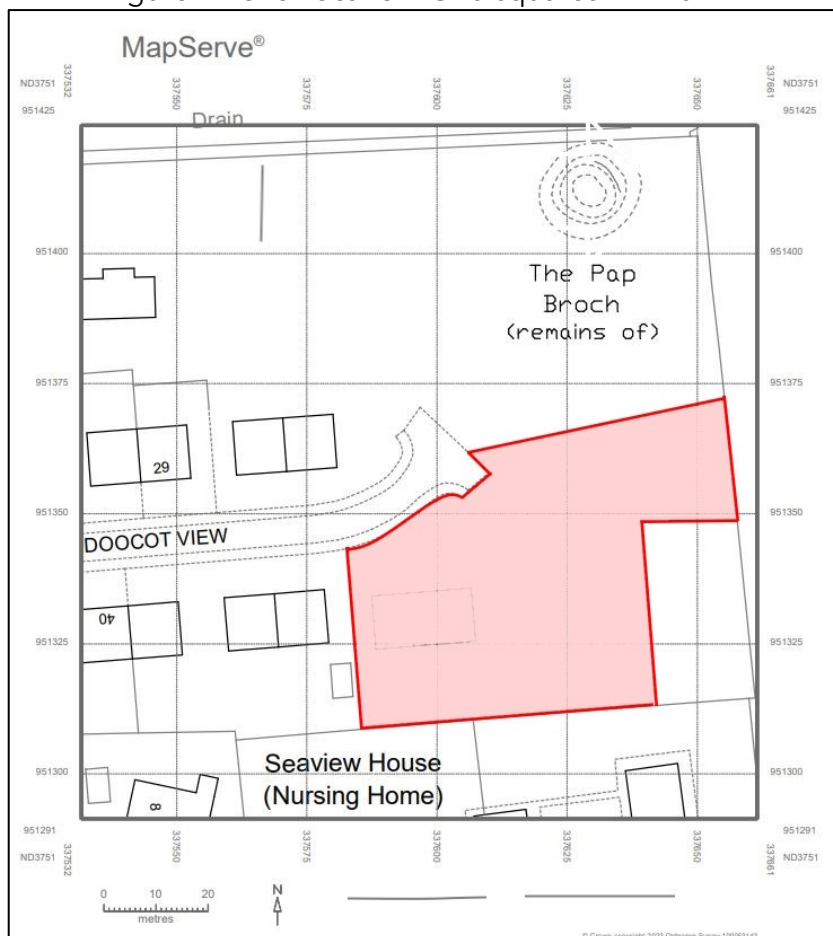 MapServe®
337532
337550
337575
337600
337625
337650
337661
ND3751
951425
ND3751
951425
Drain
951400
951400
The Pap
Broch
(remains of)
951375
951375
29
951350
951350
DOOCOT VIEW
40
951325
951325
951300
951300
Seaview House
(Nursing Home)
8
951291
ND3751
951291
ND3751
337532
337550
337575
337600
337625
337650
337661
0 10 20
metres
N